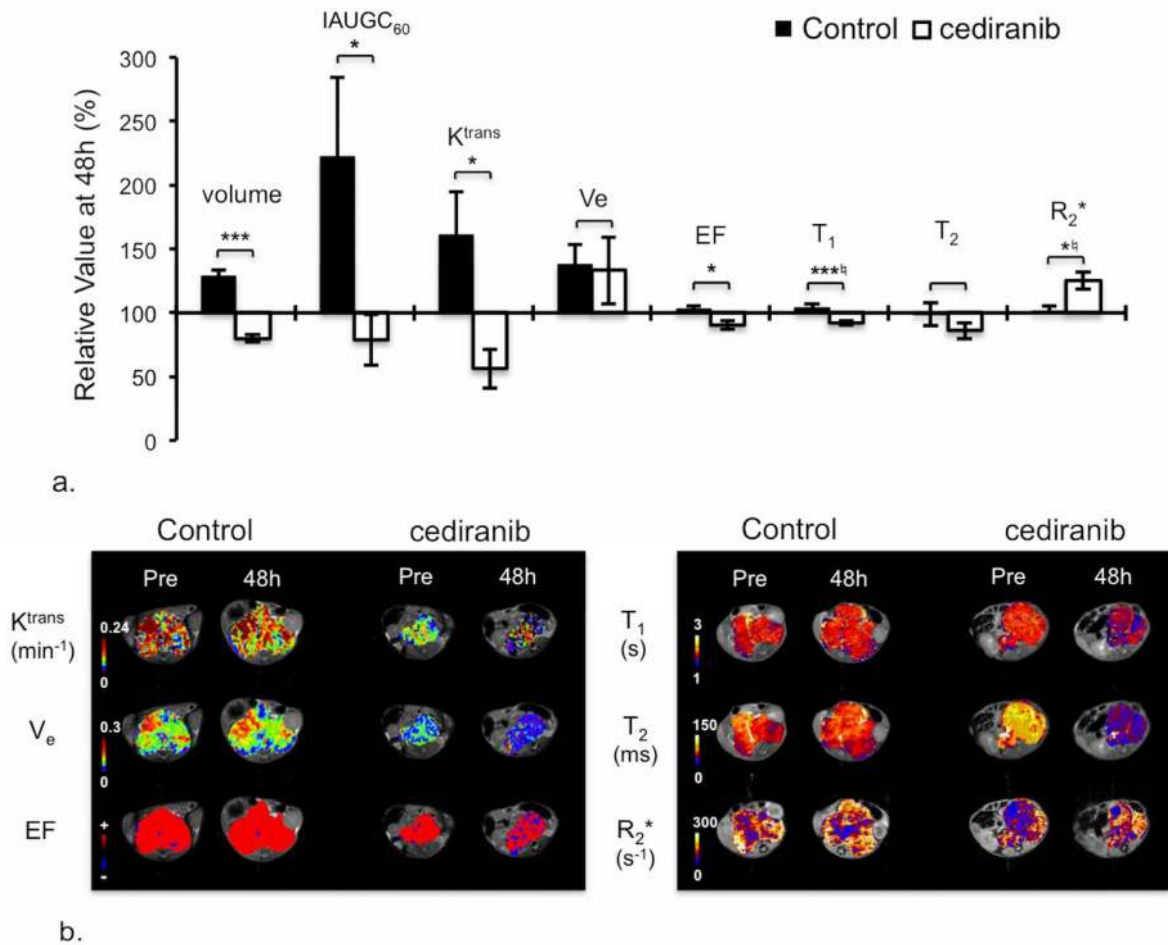 IAUGC₆₀
■ Control □ cediranib
Relative Value at 48h (%)
300
250
200
150
100
50
0
volume
***
*
Kᵗʳᵃⁿˢ
*
Ve
EF
*
T₁
***♮
T₂
R₂*
*♮
a.
Control cediranib
Pre 48h Pre 48h
Kᵗʳᵃⁿˢ
(min⁻¹)
0.24
0
Vₑ
0.3
0
EF
+
-
Control cediranib
Pre 48h Pre 48h
T₁
(s)
3
1
T₂
(ms)
150
0
R₂*
(s⁻¹)
300
0
b.